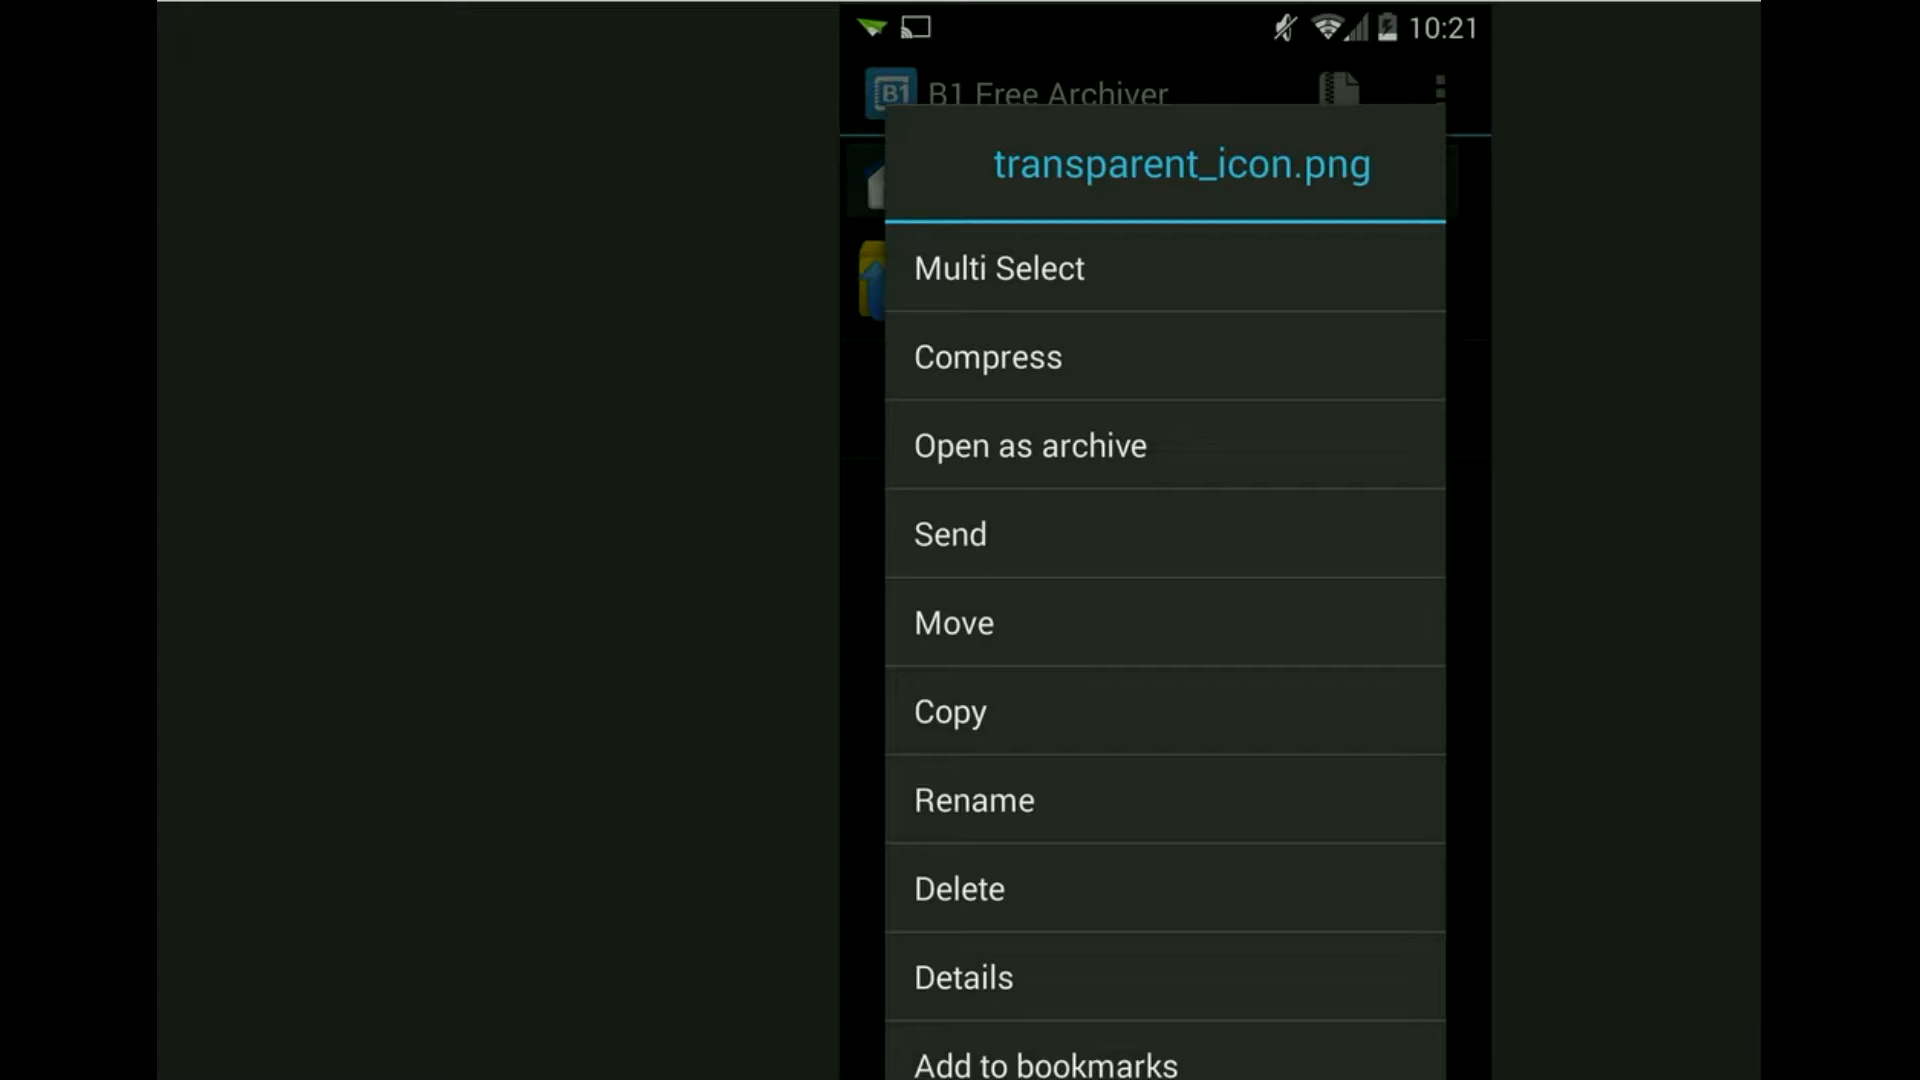 10:21
B1 B1 Free Archiver
transparent_icon.png
Multi Select
Compress
Open as archive
Send
Move
Copy
Rename
Delete
Details
Add to bookmarks